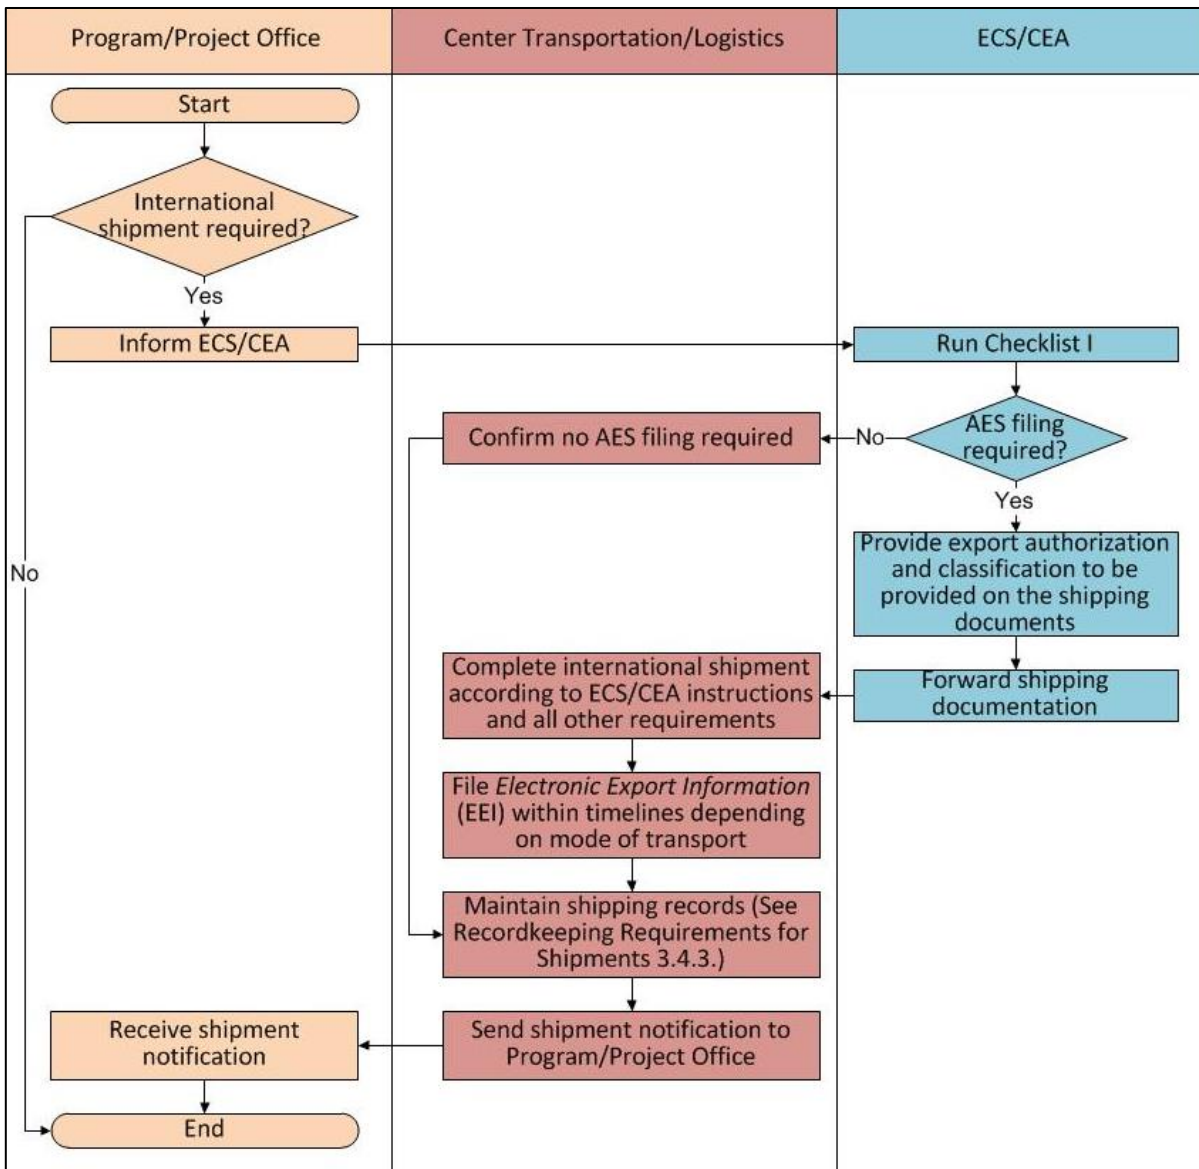 Program/Project Office
Center Transportation/Logistics
ECS/CEA
Start
International
shipment required?
Yes
Inform ECS/CEA
Run Checklist I
AES filing
required?
No
Confirm no AES filing required
Yes
Provide export authorization
and classification to be
provided on the shipping
documents
No
Forward shipping
documentation
Complete international shipment
according to ECS/CEA instructions
and all other requirements
File Electronic Export Information
(EEI) within timelines depending
on mode of transport
Maintain shipping records (See
Recordkeeping Requirements for
Shipments 3.4.3.)
Send shipment notification to
Program/Project Office
Receive shipment
notification
End